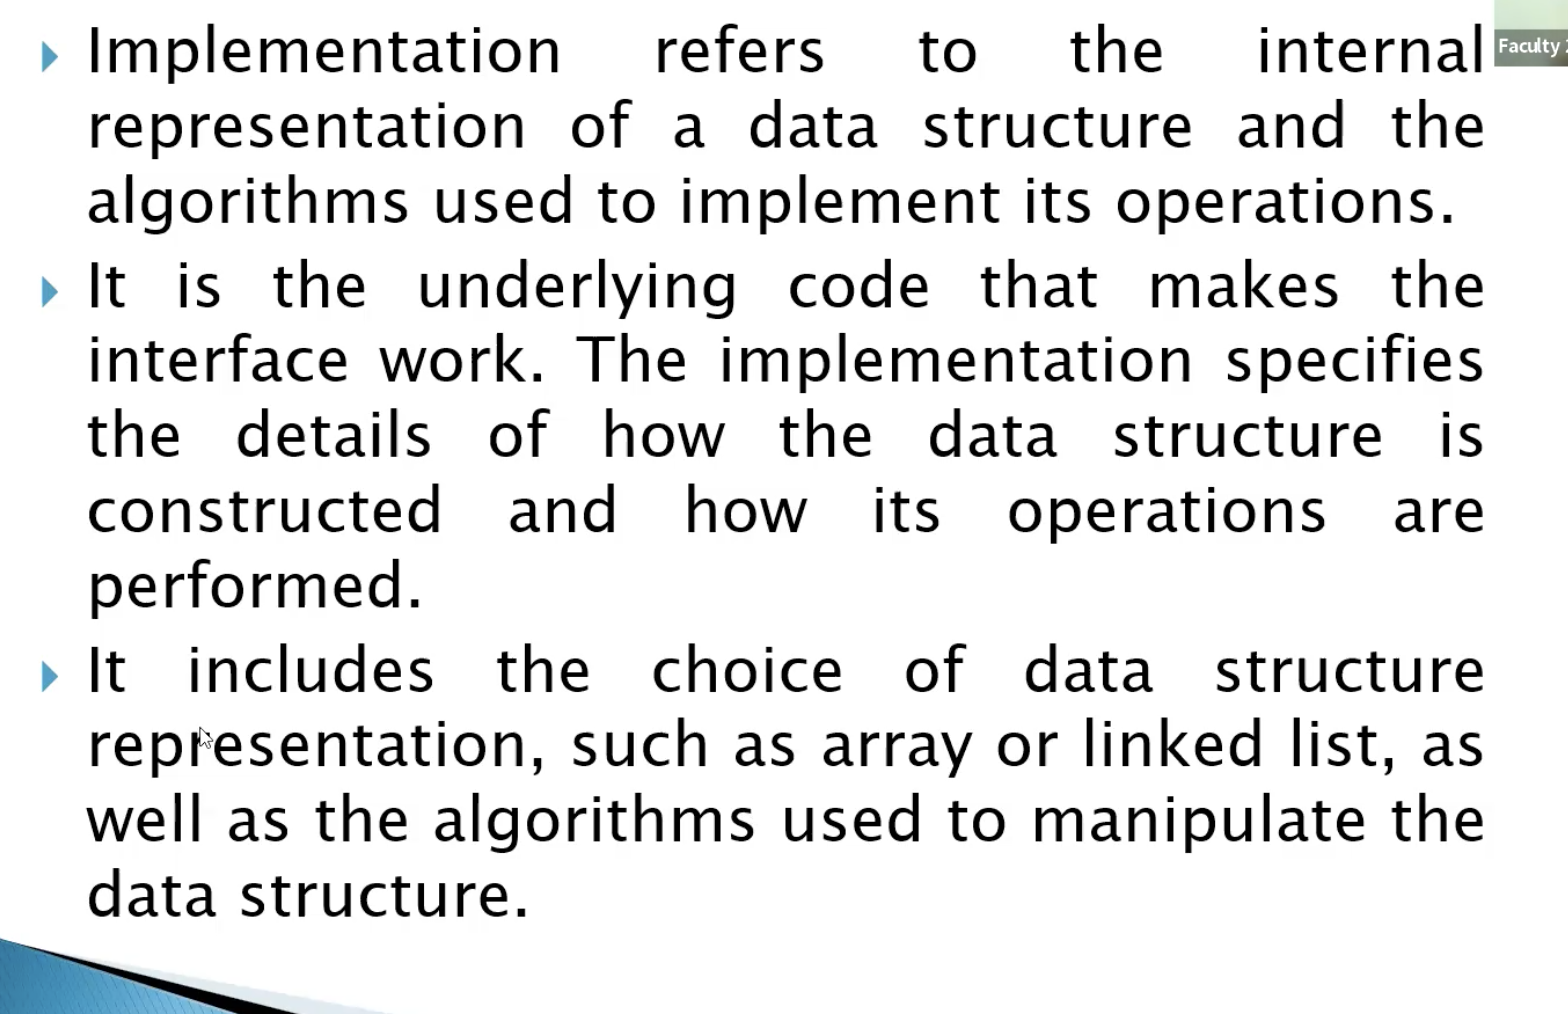 Implementation refers to the internal
representation of a data structure and the
algorithms used to implement its operations.
It is the underlying code that makes the
interface work. The implementation specifies
the details of how the data structure is
constructed and how its operations are
performed.
It includes the choice of data structure
representation, such as array or linked list, as
well as the algorithms used to manipulate the
data structure.
Faculty